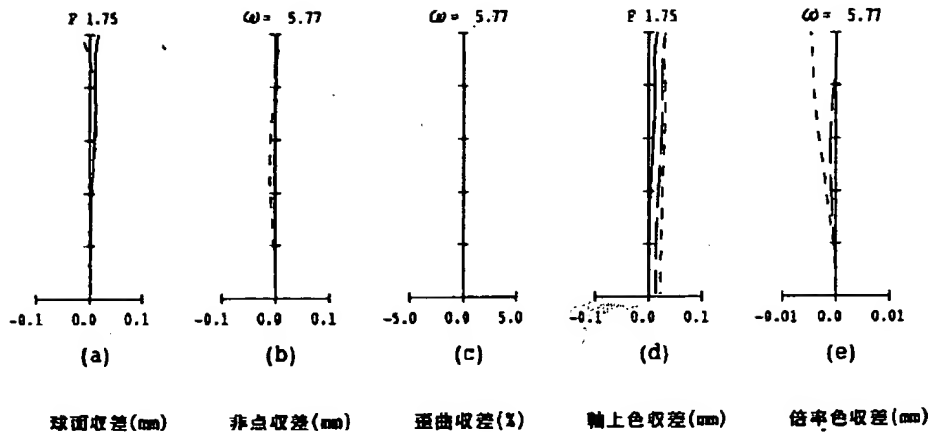 F 1.75
ω= 5.77
ω= 5.77
F 1.75
ω= 5.77
-0.1 0.0 0.1
-0.1 0.0 0.1
-5.0 0.0 5.0
-0.1 0.0 0.1
-0.01 0.0 0.01
(a)
(b)
(c)
(d)
(e)
球面収差(mm)
非点収差(mm)
歪曲収差(%)
軸上色収差(mm)
倍率色収差(mm)